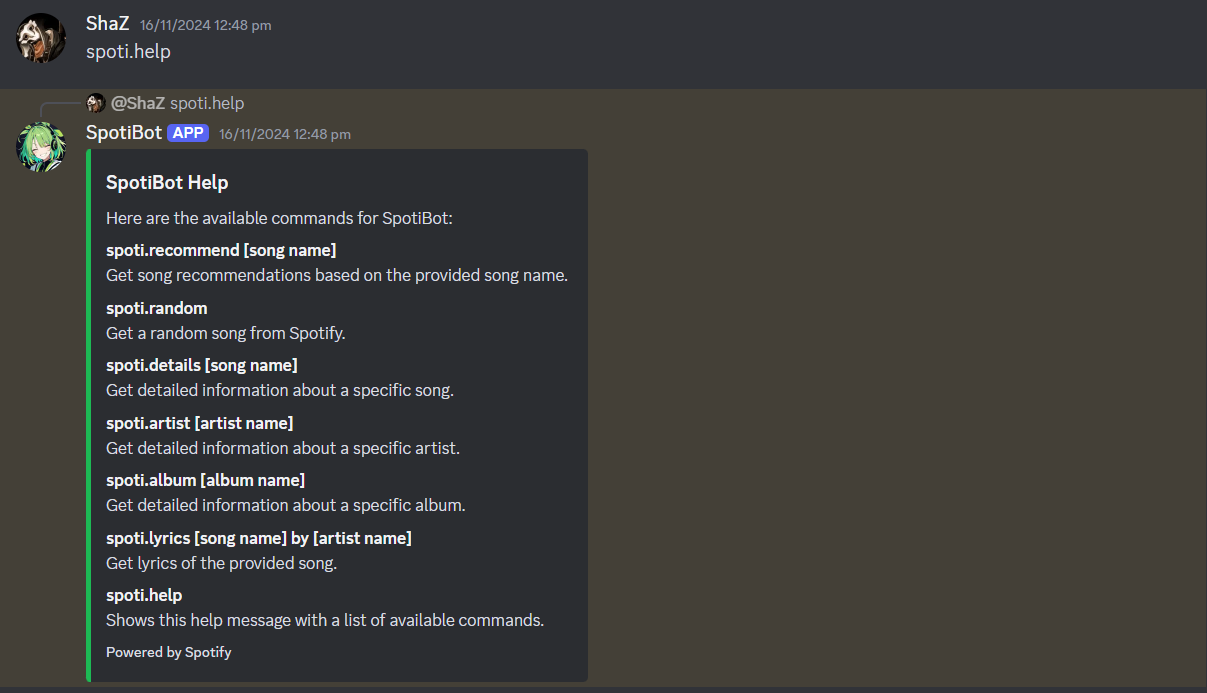 ShaZ 16/11/2024 12:48 pm
spoti.help
@ShaZ spoti.help
SpotiBot APP 16/11/2024 12:48 pm
SpotiBot Help
Here are the available commands for SpotiBot:
spoti.recommend [song name]
Get song recommendations based on the provided song name.
spoti.random
Get a random song from Spotify.
spoti.details [song name]
Get detailed information about a specific song.
spoti.artist [artist name]
Get detailed information about a specific artist.
spoti.album [album name]
Get detailed information about a specific album.
spoti.lyrics [song name] by [artist name]
Get lyrics of the provided song.
spoti.help
Shows this help message with a list of available commands.
Powered by Spotify